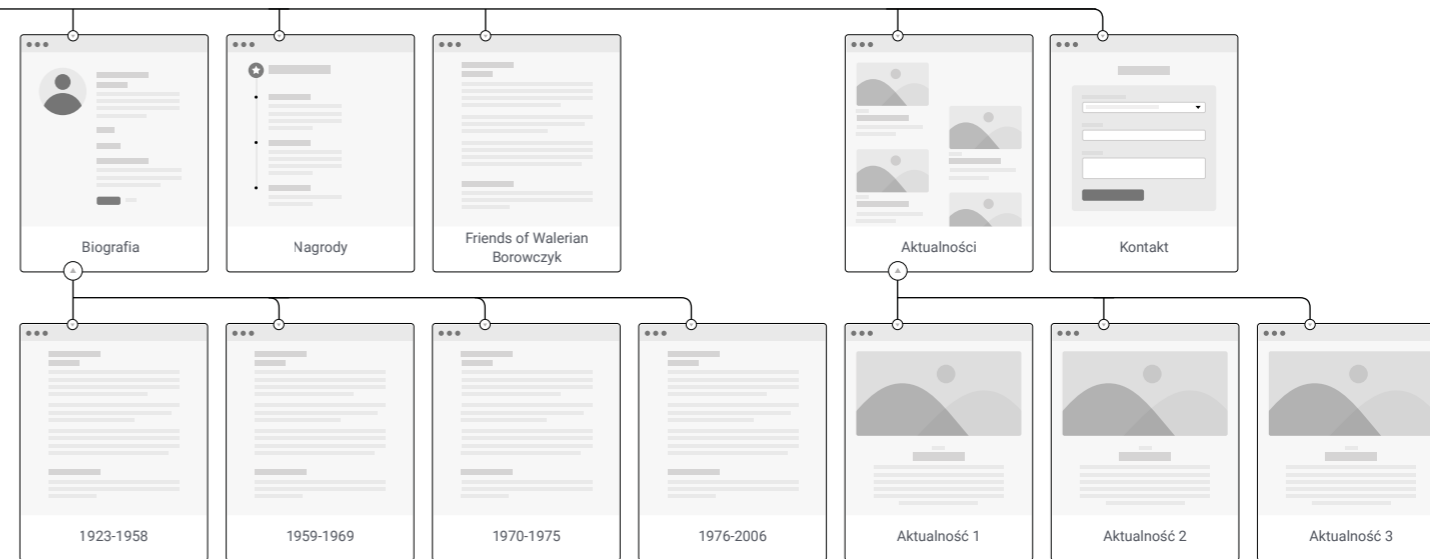 Biografia
Nagrody
Friends of Walerian
Borowczyk
Aktualności
Kontakt
1923-1958
1959-1969
1970-1975
1976-2006
Aktualność 1
Aktualność 2
Aktualność 3